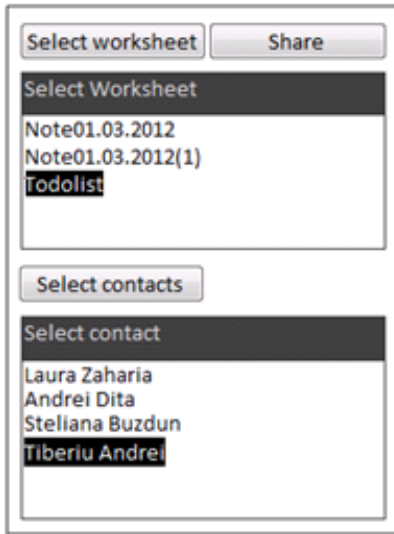 Select worksheet Share
Select Worksheet
Note01.03.2012
Note01.03.2012(1)
Todolist
Select contacts
Select contact
Laura Zaharia
Andrei Dita
Steliana Buzdun
Tiberiu Andrei